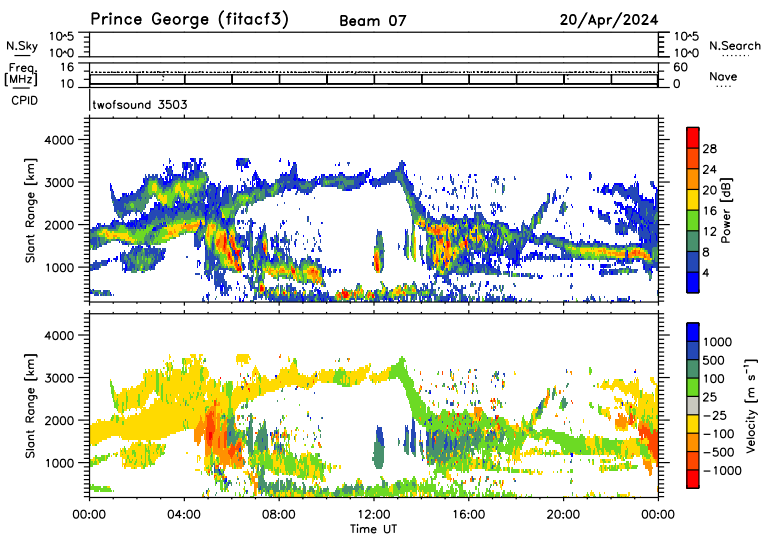 Prince George (fitacf3) Beam 07 20/Apr/2024
N.Sky 10^5 10^0 10^5 10^0 N.Search
Freq. [MHz] 16 10 60 0 Nave
CPID twofsound 3503
Slant Range [km] 4000 3000 2000 1000
28 24 20 16 12 8 4 Power [dB]
Slant Range [km] 4000 3000 2000 1000
1000 500 100 25 −25 −100 −500 −1000 Velocity [m s⁻¹]
00:00 04:00 08:00 12:00 16:00 20:00 00:00
Time UT